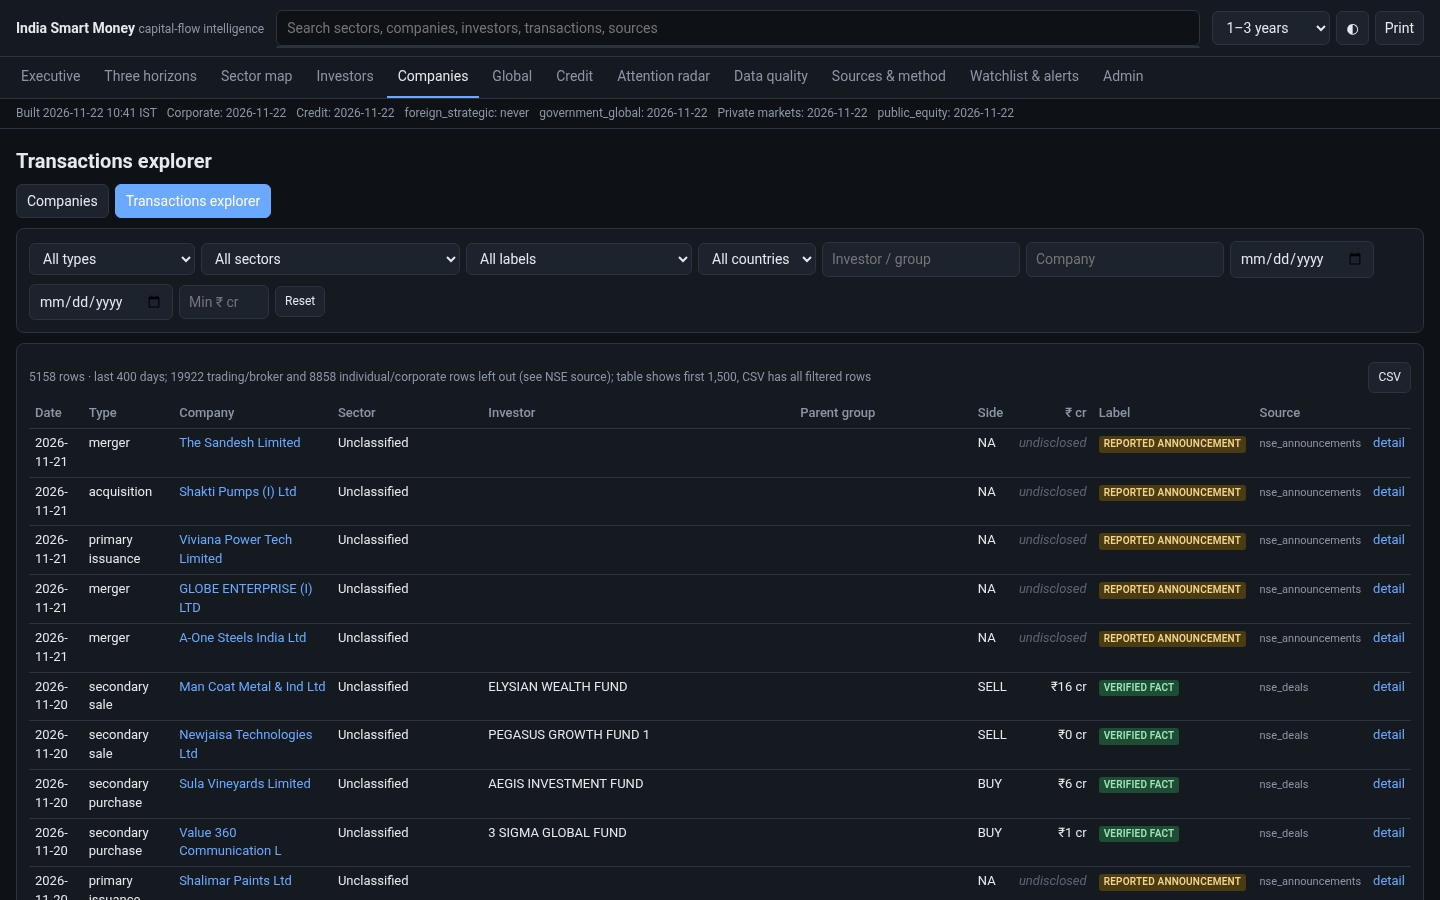 India Smart Money capital-flow intelligence Search sectors, companies, investors, transactions, sources 1–3 years Print
Executive Three horizons Sector map Investors Companies Global Credit Attention radar Data quality Sources & method Watchlist & alerts Admin
Built 2026-11-22 10:41 IST Corporate: 2026-11-22 Credit: 2026-11-22 foreign_strategic: never government_global: 2026-11-22 Private markets: 2026-11-22 public_equity: 2026-11-22
Transactions explorer
Companies Transactions explorer
All types All sectors All labels All countries Investor / group Company mm/dd/yyyy
mm/dd/yyyy Min ₹ cr Reset
5158 rows · last 400 days; 19922 trading/broker and 8858 individual/corporate rows left out (see NSE source); table shows first 1,500, CSV has all filtered rows CSV
Date Type Company Sector Investor Parent group Side ₹ cr Label Source
2026- merger The Sandesh Limited Unclassified NA undisclosed REPORTED ANNOUNCEMENT nse_announcements detail
11-21
2026- acquisition Shakti Pumps (I) Ltd Unclassified NA undisclosed REPORTED ANNOUNCEMENT nse_announcements detail
11-21
2026- primary Viviana Power Tech Unclassified NA undisclosed REPORTED ANNOUNCEMENT nse_announcements detail
11-21 issuance Limited
2026- merger GLOBE ENTERPRISE (I) Unclassified NA undisclosed REPORTED ANNOUNCEMENT nse_announcements detail
11-21 LTD
2026- merger A-One Steels India Ltd Unclassified NA undisclosed REPORTED ANNOUNCEMENT nse_announcements detail
11-21
2026- secondary Man Coat Metal & Ind Ltd Unclassified ELYSIAN WEALTH FUND SELL ₹16 cr VERIFIED FACT nse_deals detail
11-20 sale
2026- secondary Newjaisa Technologies Unclassified PEGASUS GROWTH FUND 1 SELL ₹0 cr VERIFIED FACT nse_deals detail
11-20 sale Ltd
2026- secondary Sula Vineyards Limited Unclassified AEGIS INVESTMENT FUND BUY ₹6 cr VERIFIED FACT nse_deals detail
11-20 purchase
2026- secondary Value 360 Unclassified 3 SIGMA GLOBAL FUND BUY ₹1 cr VERIFIED FACT nse_deals detail
11-20 purchase Communication L
2026- primary Shalimar Paints Ltd Unclassified NA undisclosed REPORTED ANNOUNCEMENT nse_announcements detail
11-20 issuance